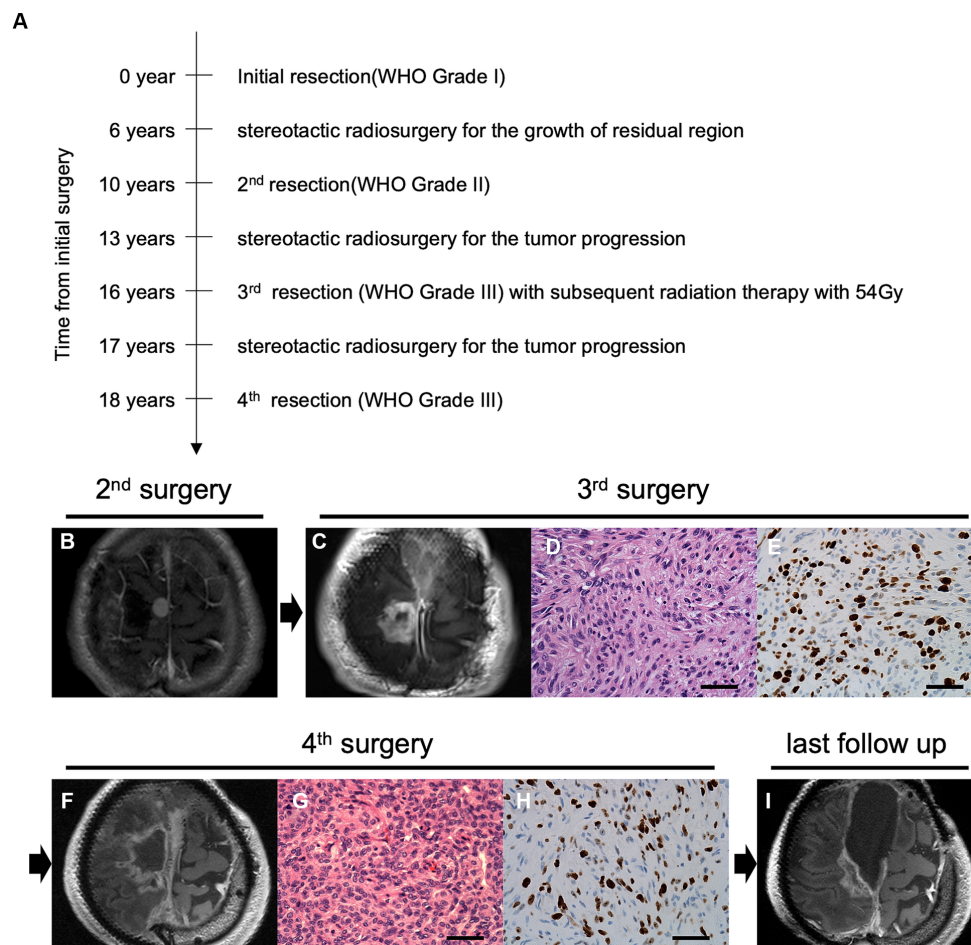 A
Time from initial surgery
0 year Initial resection(WHO Grade I)
6 years stereotactic radiosurgery for the growth of residual region
10 years 2nd resection(WHO Grade II)
13 years stereotactic radiosurgery for the tumor progression
16 years 3rd resection (WHO Grade III) with subsequent radiation therapy with 54Gy
17 years stereotactic radiosurgery for the tumor progression
18 years 4th resection (WHO Grade III)
2nd surgery 3rd surgery
B C D E
4th surgery last follow up
F G H I